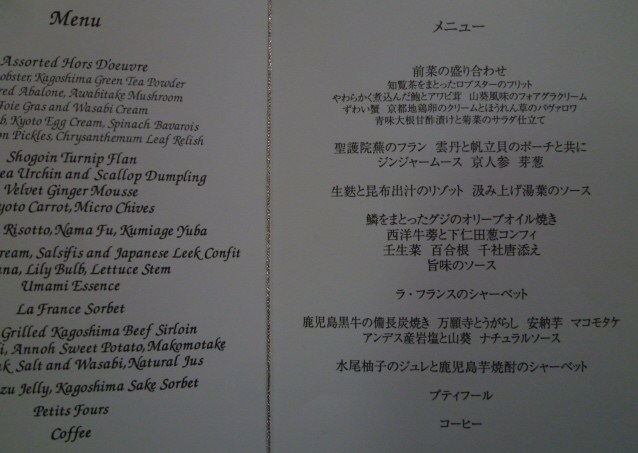 Menu
Assorted Hors D'oeuvre
Kagoshima Green Tea Powder
Abalone, Awabitake Mushroom
Foie Gras and Wasabi Cream
Kyoto Egg Cream, Spinach Bavarois
Pickles, Chrysanthemum Leaf Relish
Shogoin Turnip Flan
Urchin and Scallop Dumpling
Velvet Ginger Mousse
Carrot, Micro Chives
Risotto, Nama Fu, Kumiage Yuba
Salsifis and Japanese Leek Confit
Lily Bulb, Lettuce Stem
Umami Essence
La France Sorbet
Grilled Kagoshima Beef Sirloin
Annoh Sweet Potato, Makomotake
Salt and Wasabi, Natural Jus
Jelly, Kagoshima Sake Sorbet
Petits Fours
Coffee
メニュー
前菜の盛り合わせ
知覧茶をまとったロブスターのフリット
やわらかく煮込んだ鮑とアワビ茸 山葵風味のフォアグラクリーム
ずわい蟹 京都地鶏卵のクリームとほうれん草のババロワ
青味大根甘酢漬けと菊菜のサラダ仕立て
聖護院蕪のフラン 雲丹と帆立貝のポーチと共に
ジンジャームース 京人参 芽葱
生麩と昆布出汁のリゾット 汲み上げ湯葉のソース
鱗をまとったグジのオリーブオイル焼き
西洋牛蒡と下仁田葱コンフィ
壬生菜 百合根 千社唐添え
旨味のソース
ラ・フランスのシャーベット
鹿児島黒牛の備長炭焼き 万願寺とうがらし 安納芋 マコモタケ
アンデス産岩塩と山葵 ナチュラルソース
水尾柚子のジュレと鹿児島芋焼酎のシャーベット
プティフール
コーヒー